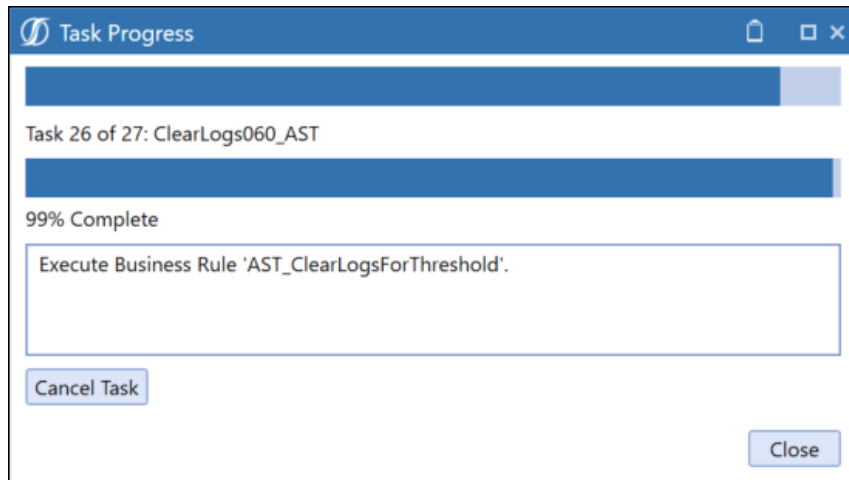 Task Progress
Task 26 of 27: ClearLogs060_AST
99% Complete
Execute Business Rule 'AST_ClearLogsForThreshold'.
Cancel Task
Close